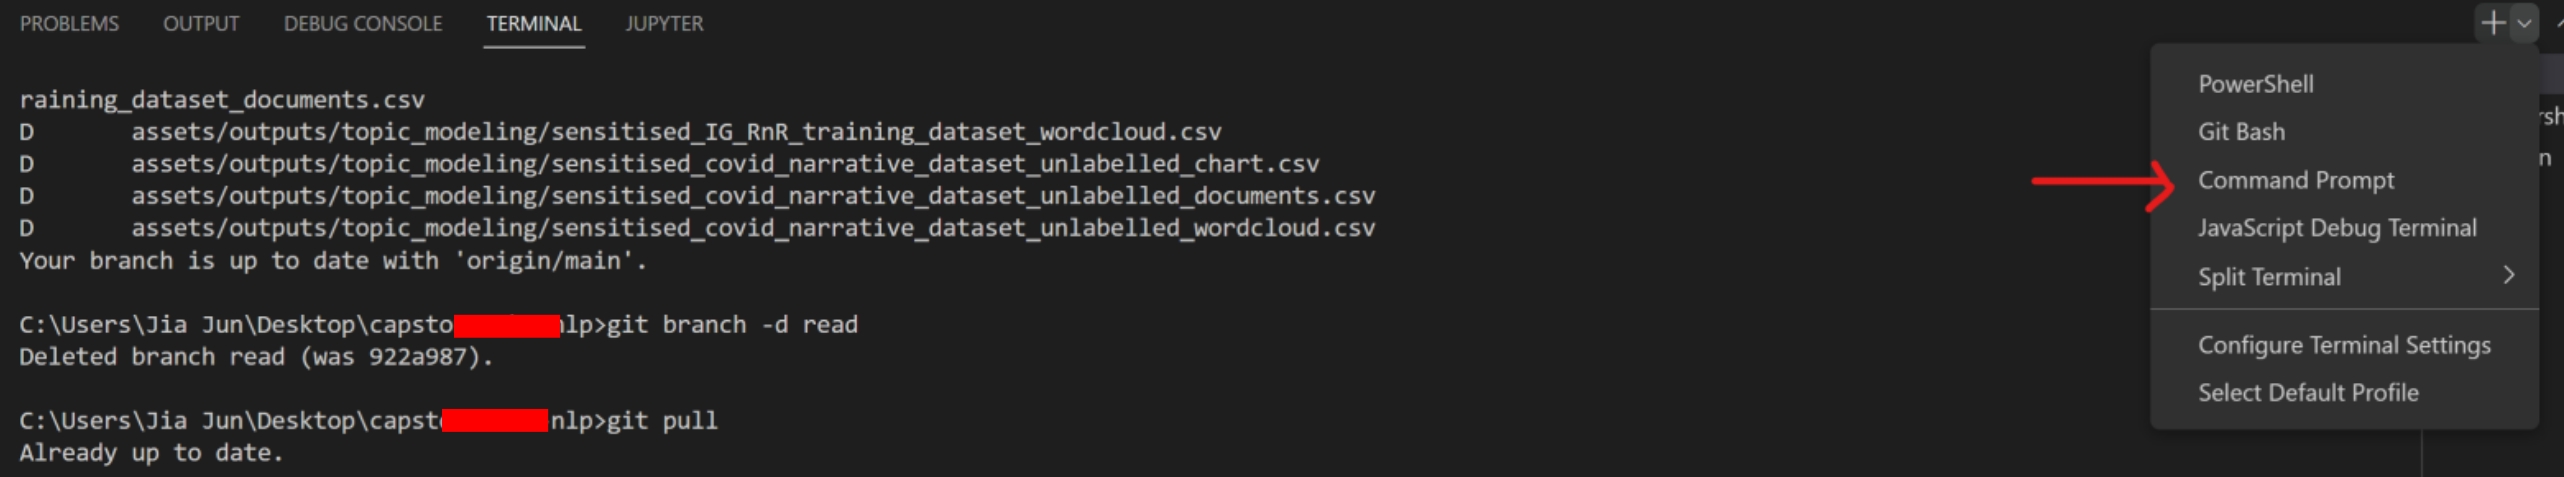 PROBLEMS OUTPUT DEBUG CONSOLE TERMINAL JUPYTER
raining_dataset_documents.csv
D assets/outputs/topic_modeling/sensitised_IG_RnR_training_dataset_wordcloud.csv
D assets/outputs/topic_modeling/sensitised_covid_narrative_dataset_unlabelled_chart.csv
D assets/outputs/topic_modeling/sensitised_covid_narrative_dataset_unlabelled_documents.csv
D assets/outputs/topic_modeling/sensitised_covid_narrative_dataset_unlabelled_wordcloud.csv
Your branch is up to date with 'origin/main'.
C:\Users\Jia Jun\Desktop\capsto nlp>git branch -d read
Deleted branch read (was 922a987).
C:\Users\Jia Jun\Desktop\capst nlp>git pull
Already up to date.
PowerShell
Git Bash
Command Prompt
JavaScript Debug Terminal
Split Terminal
Configure Terminal Settings
Select Default Profile